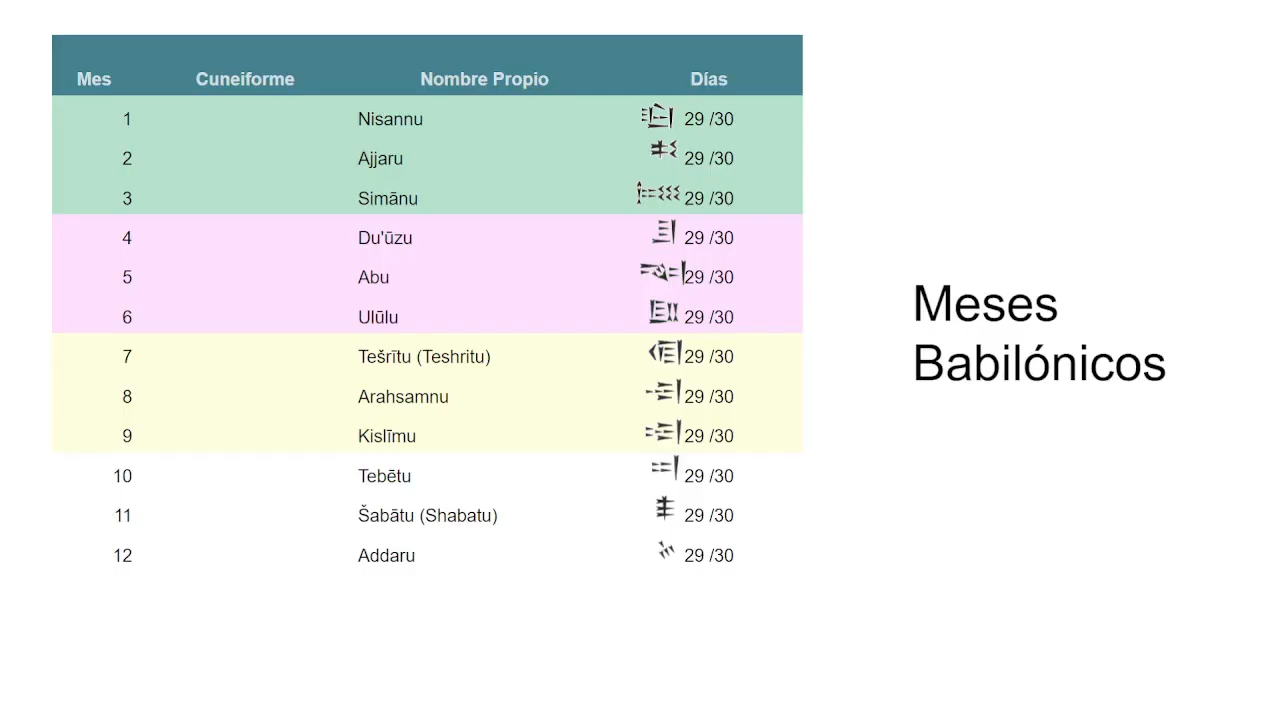 Mes Cuneiforme Nombre Propio Días
1 Nisannu 29 /30
2 Ajjaru 29 /30
3 Simānu 29 /30
4 Du'ūzu 29 /30
5 Abu 29 /30
6 Ulūlu 29 /30
7 Tešrītu (Teshritu) 29 /30
8 Arahsamnu 29 /30
9 Kislīmu 29 /30
10 Tebētu 29 /30
11 Šabātu (Shabatu) 29 /30
12 Addaru 29 /30
Meses
Babilónicos